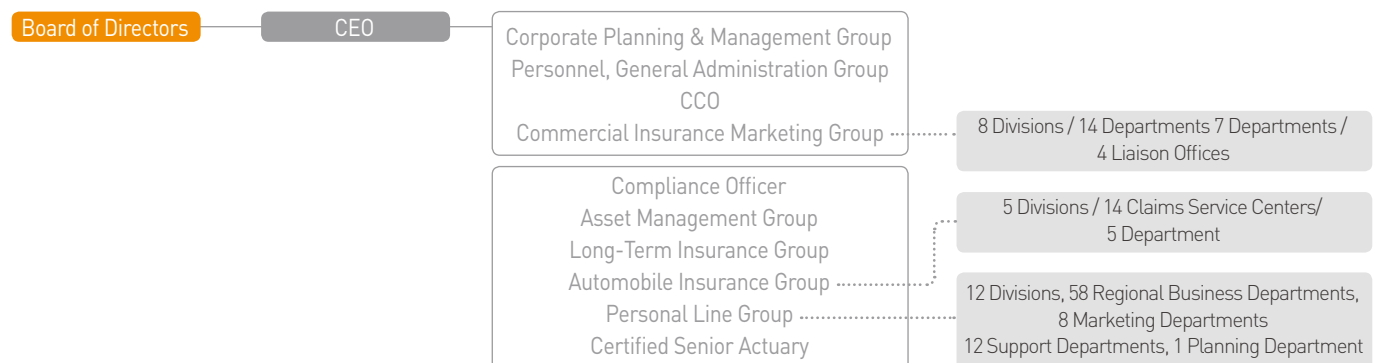 Board of Directors
CEO
Corporate Planning & Management Group
Personnel, General Administration Group
CCO
Commercial Insurance Marketing Group
8 Divisions / 14 Departments 7 Departments /
4 Liaison Offices
Compliance Officer
Asset Management Group
Long-Term Insurance Group
Automobile Insurance Group
Personal Line Group
Certified Senior Actuary
5 Divisions / 14 Claims Service Centers/
5 Department
12 Divisions, 58 Regional Business Departments,
8 Marketing Departments
12 Support Departments, 1 Planning Department